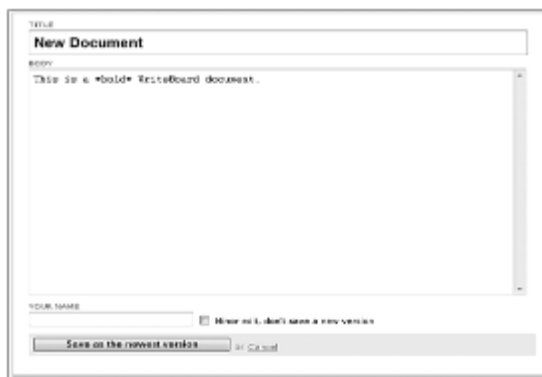 TITLE
New Document
BODY
This is a *bold* WriteBoard document.
YOUR NAME
Minor edit, don't save a new version
Save as the newest version or Cancel